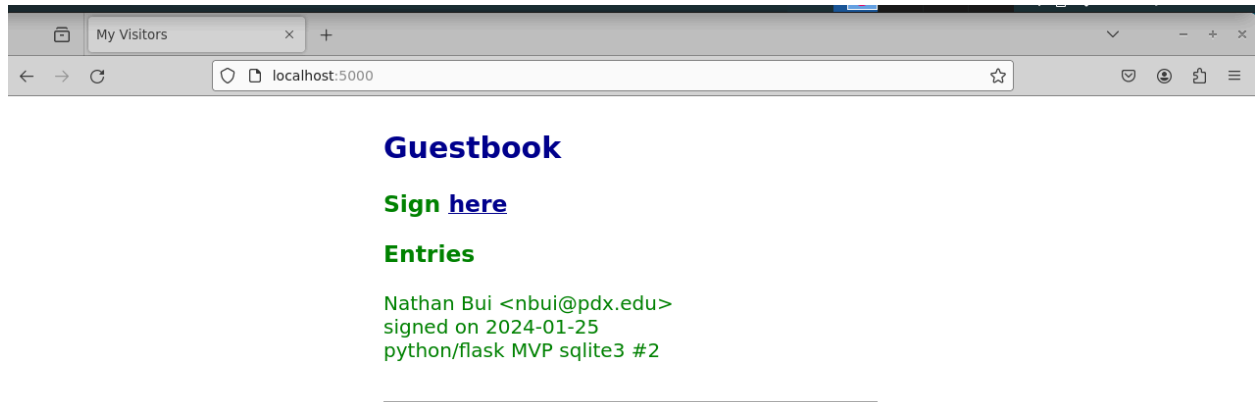 My Visitors
localhost:5000
Guestbook
Sign here
Entries
Nathan Bui <nbui@pdx.edu>
signed on 2024-01-25
python/flask MVP sqlite3 #2